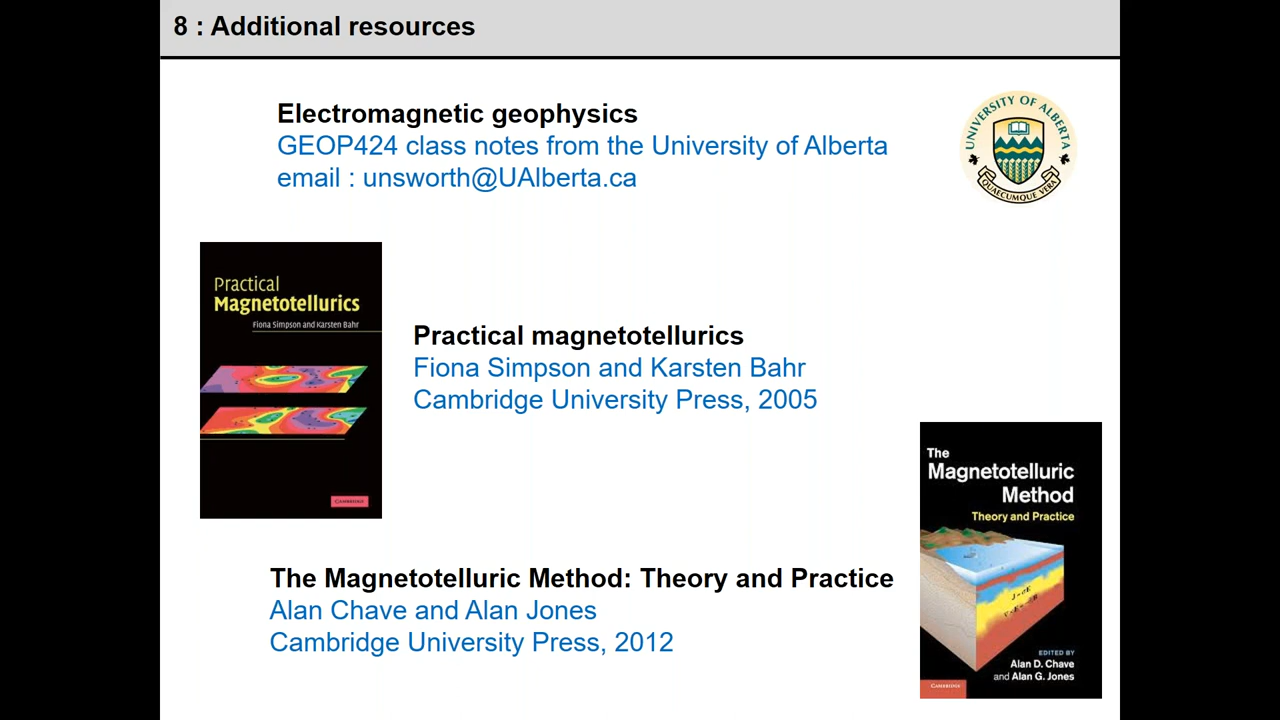 8 : Additional resources
Electromagnetic geophysics
GEOP424 class notes from the University of Alberta
email : unsworth@UAlberta.ca
UNIVERSITY OF ALBERTA
QUAECUMQUE VERA
Practical
Magnetotellurics
Fiona Simpson and Karsten Bahr
CAMBRIDGE
Practical magnetotellurics
Fiona Simpson and Karsten Bahr
Cambridge University Press, 2005
The
Magnetotelluric
Method
Theory and Practice
EDITED BY
Alan D. Chave
and Alan G. Jones
CAMBRIDGE
The Magnetotelluric Method: Theory and Practice
Alan Chave and Alan Jones
Cambridge University Press, 2012